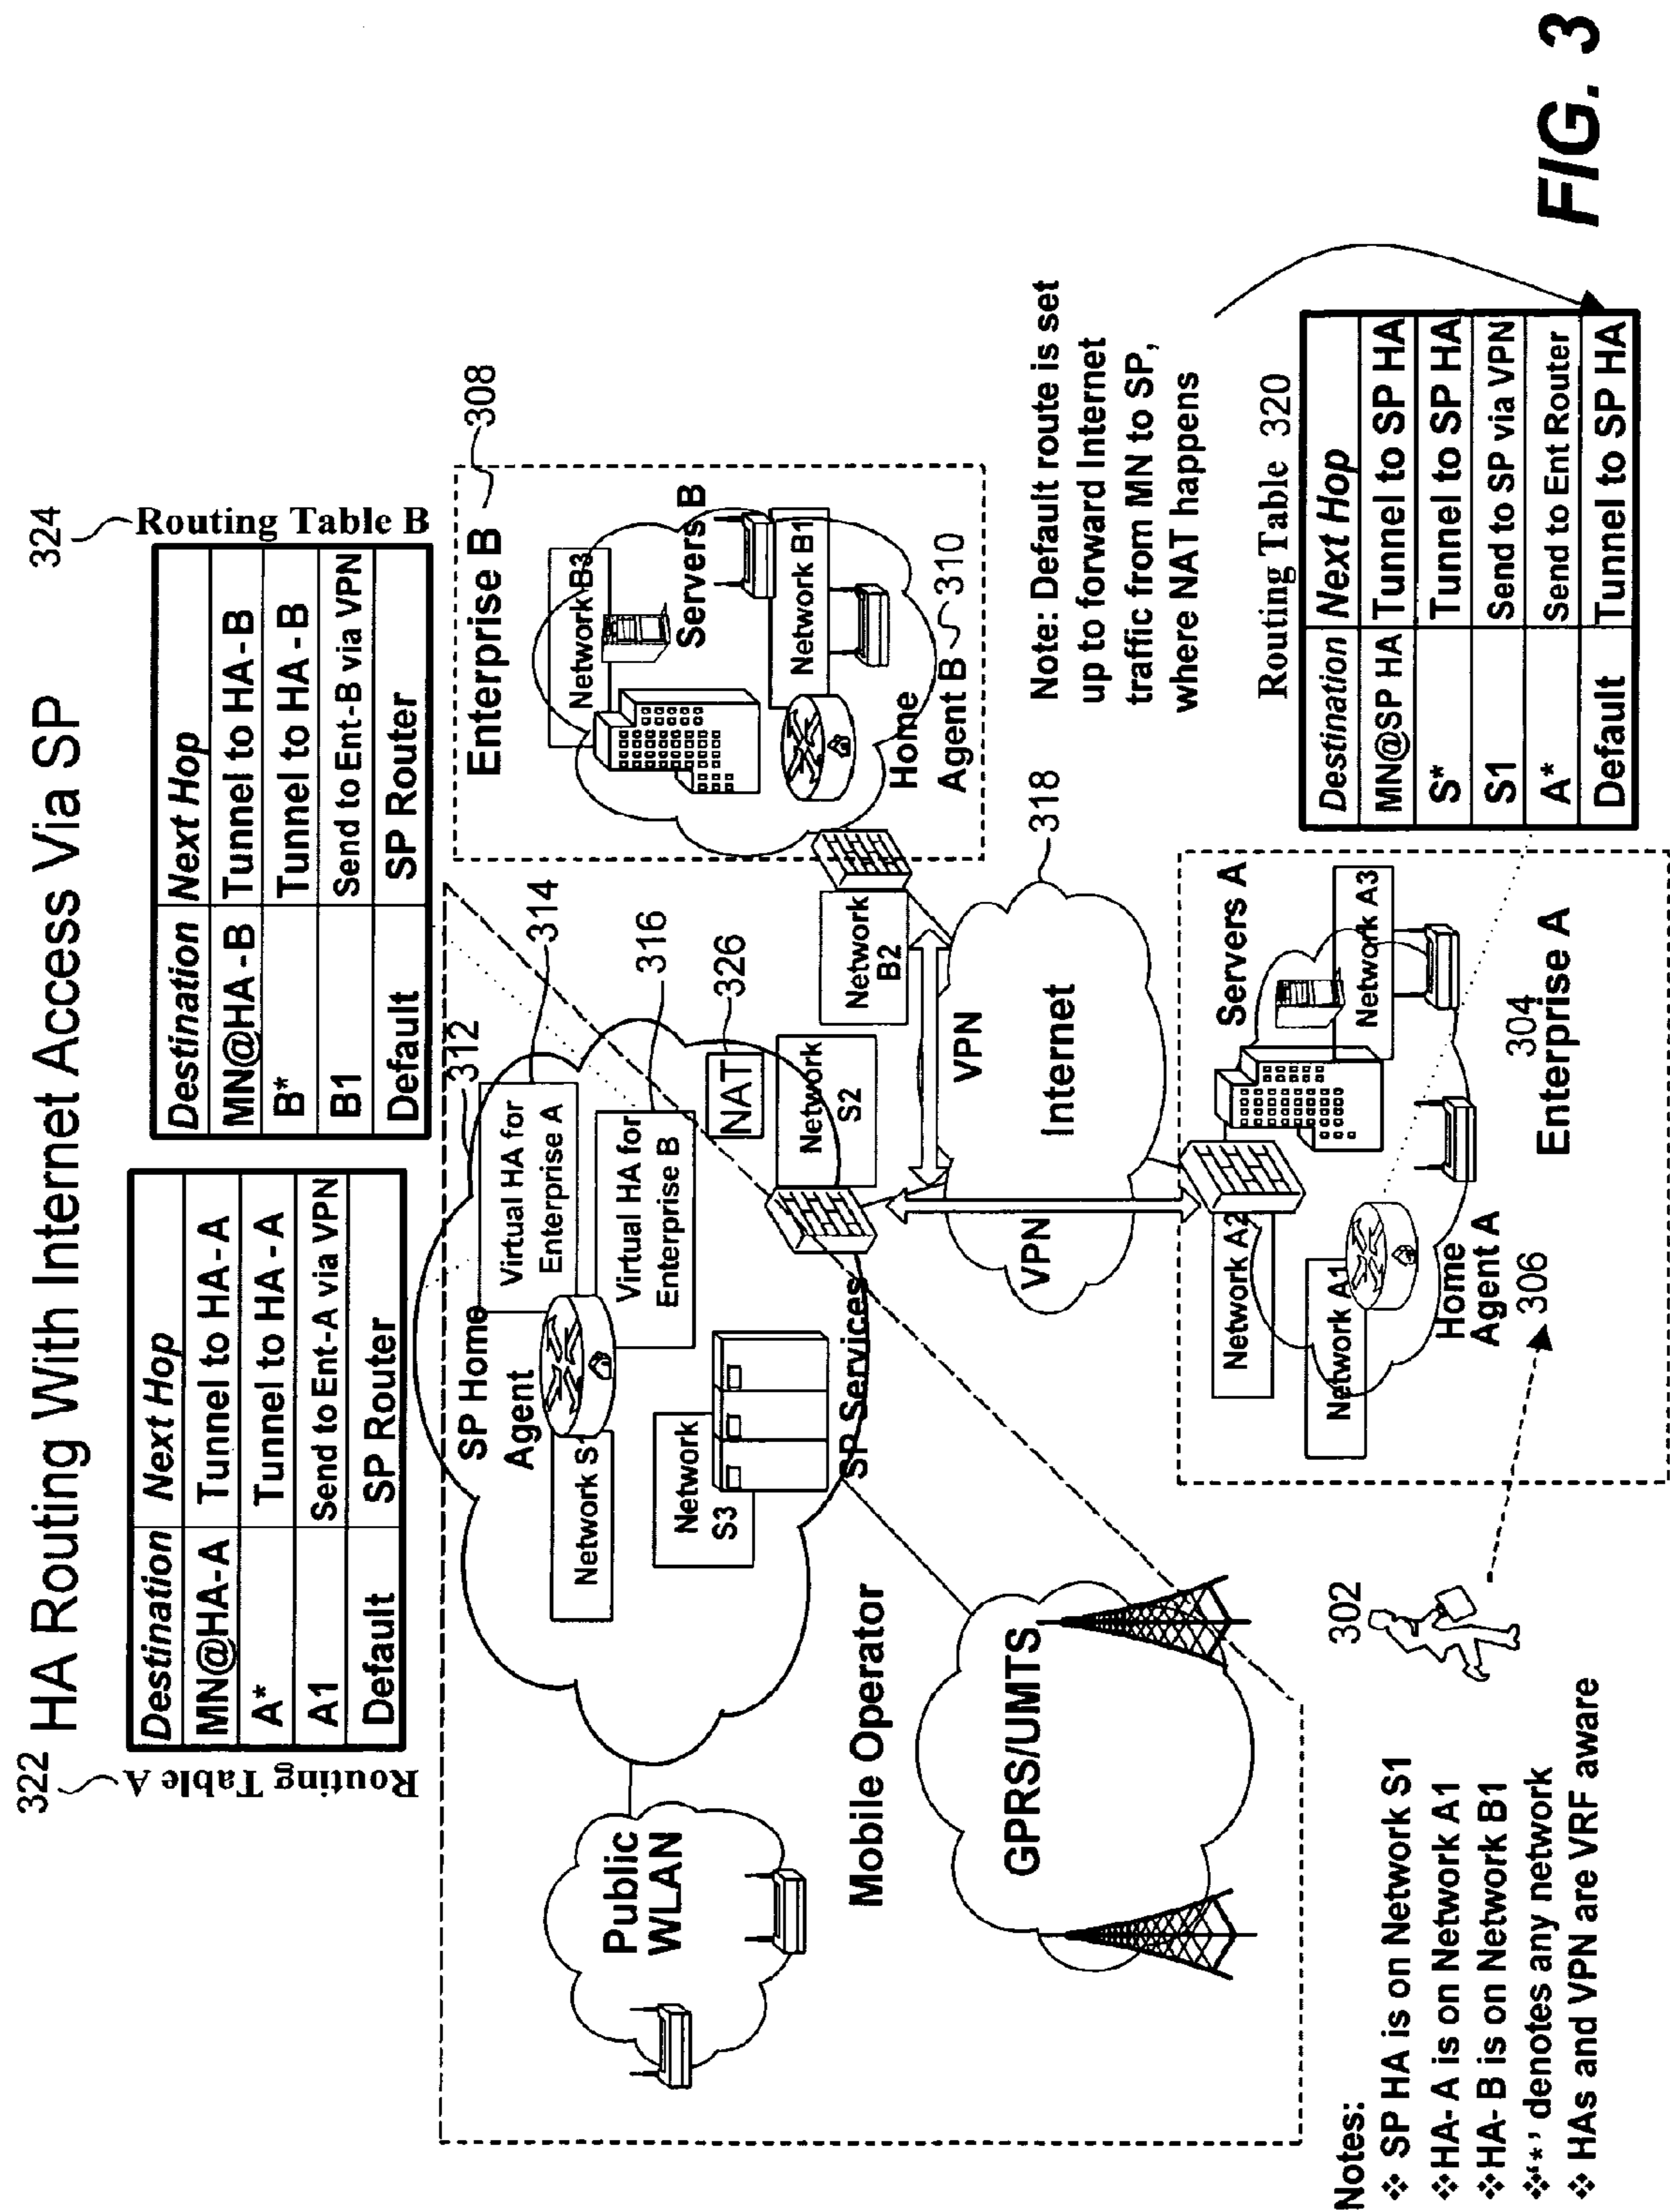 HA Routing With Internet Access Via SP
322
Routing Table A
Destination Next Hop
MN@HA-A Tunnel to HA-A
A* Tunnel to HA-A
A1 Send to Ent-A via VPN
Default SP Router
324
Routing Table B
Destination Next Hop
MN@HA-B Tunnel to HA-B
B* Tunnel to HA-B
B1 Send to Ent-B via VPN
Default SP Router
Public
WLAN
Mobile Operator
GPRS/UMTS
SP Home
Agent
312
Virtual HA for
Enterprise A
314
Virtual HA for
Enterprise B
316
NAT
326
Network S1
Network
S3
SP Services
Network
S2
Enterprise B
308
Network B3
Servers B
Network B1
Home
Agent B
310
Network
B2
VPN
VPN
Internet
318
Note: Default route is set
up to forward Internet
traffic from MN to SP,
where NAT happens
Routing Table 320
Destination Next Hop
MN@SP HA Tunnel to SP HA
S* Tunnel to SP HA
S1 Send to SP via VPN
A* Send to Ent Router
Default Tunnel to SP HA
Servers A
Network A3
Network A2
Network A1
Home
Agent A
306
304
Enterprise A
302
Notes:
❖ SP HA is on Network S1
❖HA-A is on Network A1
❖HA-B is on Network B1
❖'*' denotes any network
❖ HAs and VPN are VRF aware
FIG. 3